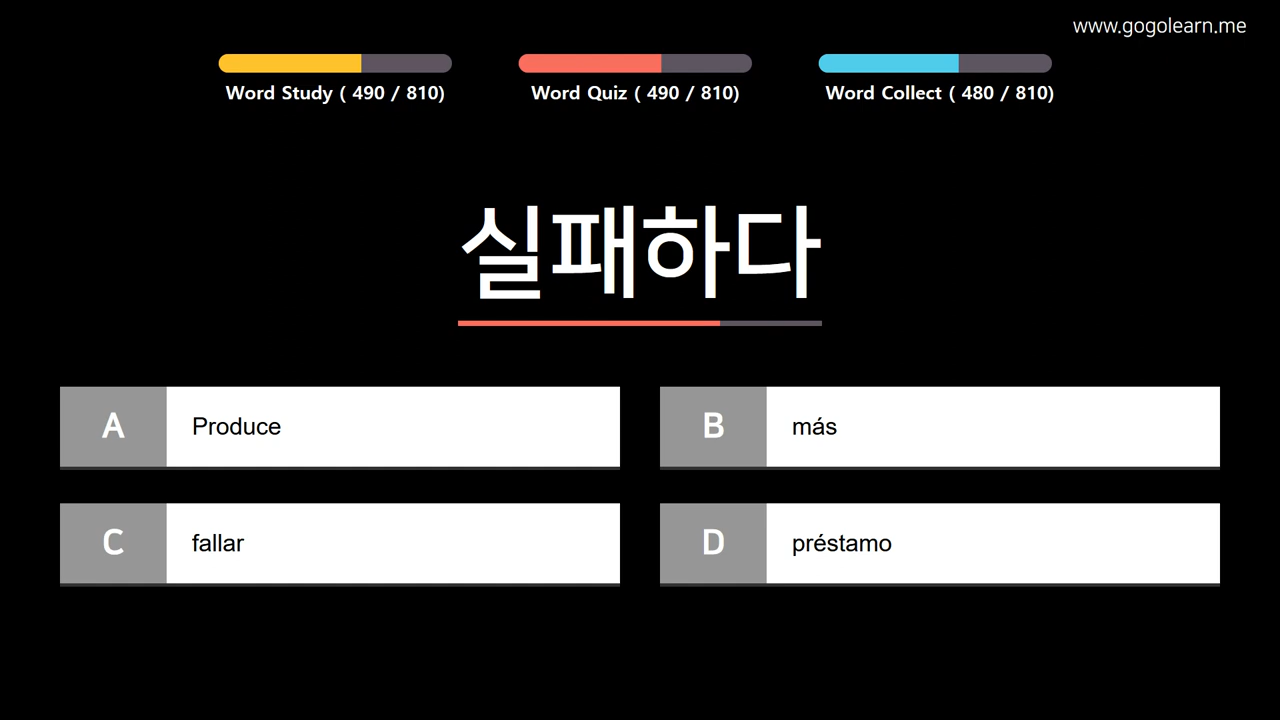 www.gogolearn.me
Word Study ( 490 / 810)
Word Quiz ( 490 / 810)
Word Collect ( 480 / 810)
실패하다
A Produce
B más
C fallar
D préstamo